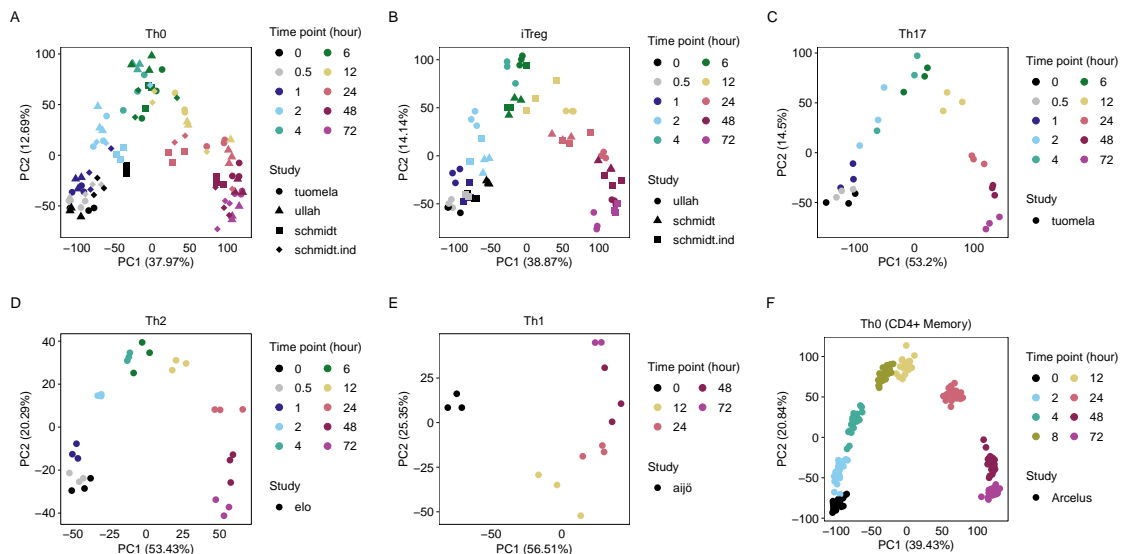 A
Th0
PC2 (12.69%)
100
50
0
−50
−100
−50
0
50
100
PC1 (37.97%)
Time point (hour)
0
6
0.5
12
1
24
2
48
4
72
Study
tuomela
ullah
schmidt
schmidt.ind
B
iTreg
PC2 (14.14%)
100
50
0
−50
−100
−50
0
50
100
PC1 (38.87%)
Time point (hour)
0
6
0.5
12
1
24
2
48
4
72
Study
ullah
schmidt
schmidt.ind
C
Th17
PC2 (14.5%)
100
50
0
−50
−100
0
100
PC1 (53.2%)
Time point (hour)
0
6
0.5
12
1
24
2
48
4
72
Study
tuomela
D
Th2
PC2 (20.29%)
40
20
0
−20
−40
−50
0
50
PC1 (53.43%)
Time point (hour)
0
6
0.5
12
1
24
2
48
4
72
Study
elo
E
Th1
PC2 (25.35%)
25
0
−25
−50
−50
0
PC1 (56.51%)
Time point (hour)
0
48
12
72
24
Study
aijö
F
Th0 (CD4+ Memory)
PC2 (20.84%)
100
50
0
−50
−100
−100
−50
0
50
100
PC1 (39.43%)
Time point (hour)
0
12
2
24
4
48
8
72
Study
Arcelus